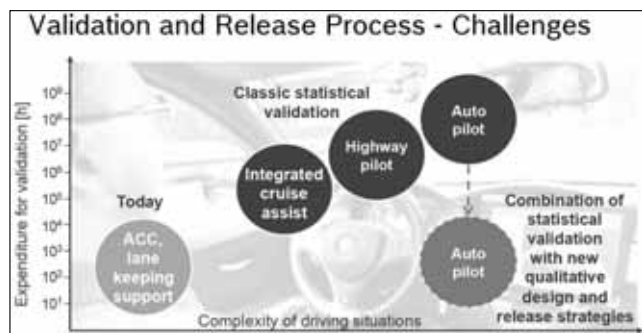 Validation and Release Process - Challenges
Expenditure for validation [h]
10⁹
10⁸
10⁷
10⁶
10⁵
10⁴
10³
10²
10¹
Classic statistical
validation
Auto
pilot
Highway
pilot
Integrated
cruise
assist
Today
ACC,
lane
keeping
support
Auto
pilot
Combination of
statistical
validation
with new
qualitative
design and
release strategies
Complexity of driving situations